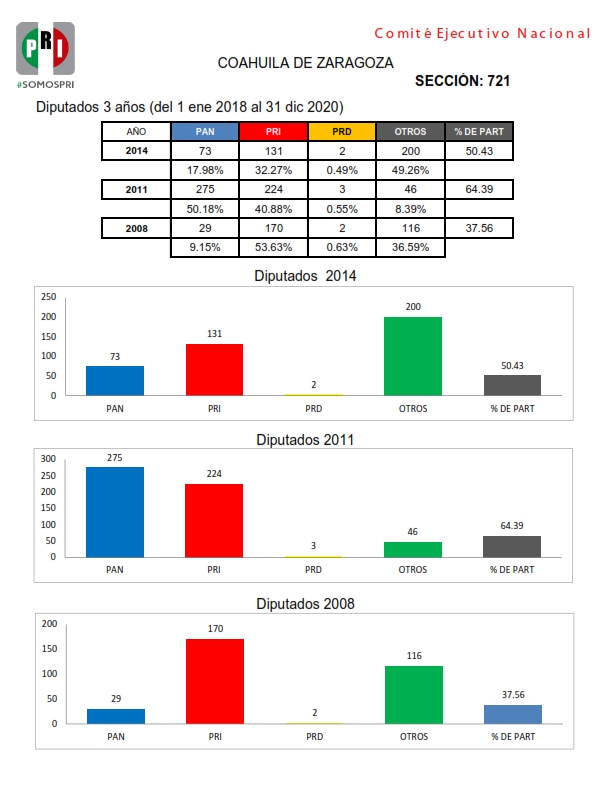 Comité Ejecutivo Nacional
PRI
#SOMOSPRI
COAHUILA DE ZARAGOZA
SECCIÓN: 721
Diputados 3 años (del 1 ene 2018 al 31 dic 2020)
AÑO PAN PRI PRD OTROS % DE PART
2014 73 131 2 200 50.43
17.98% 32.27% 0.49% 49.26%
2011 275 224 3 46 64.39
50.18% 40.88% 0.55% 8.39%
2008 29 170 2 116 37.56
9.15% 53.63% 0.63% 36.59%
Diputados 2014
250
200
150
100
50
0
73 131 2 200 50.43
PAN PRI PRD OTROS % DE PART
Diputados 2011
300
250
200
150
100
50
0
275 224 3 46 64.39
PAN PRI PRD OTROS % DE PART
Diputados 2008
200
150
100
50
0
29 170 2 116 37.56
PAN PRI PRD OTROS % DE PART